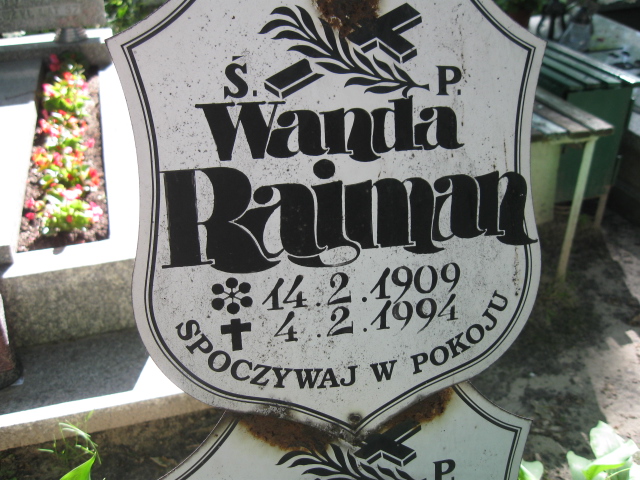 Ś. P.
Wanda
Rajman
14.2.1909
4.2.1994
SPOCZYWAJ W POKOJU
P.